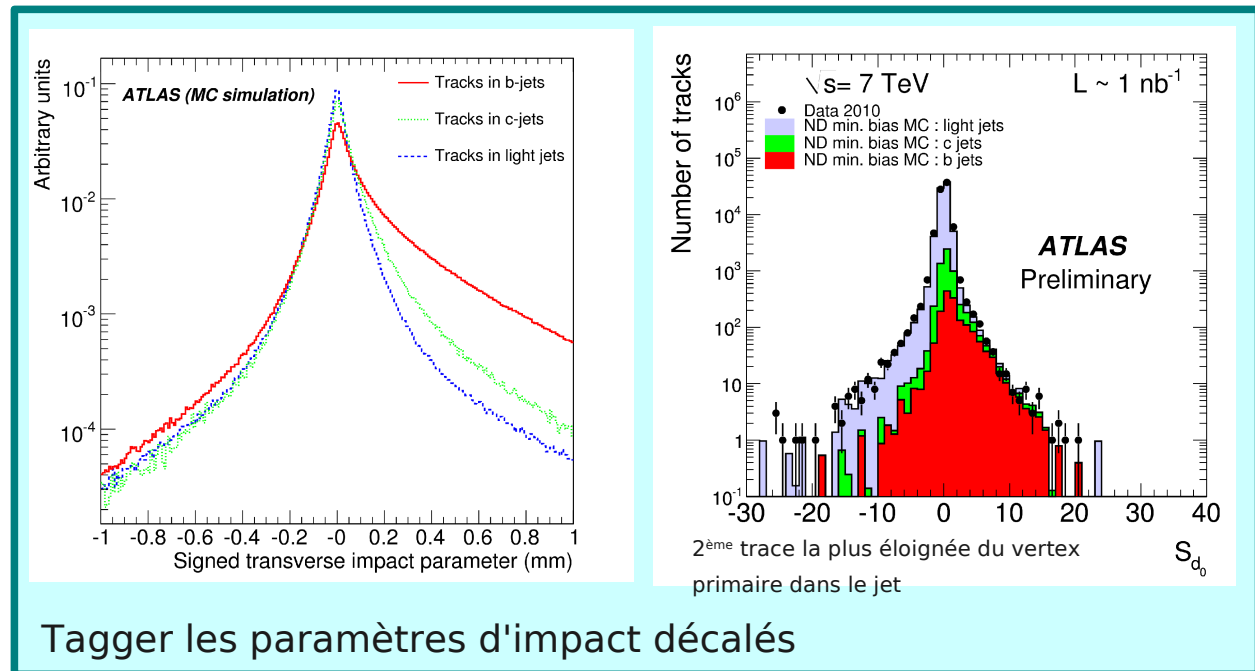 10⁻¹
10⁻²
10⁻³
10⁻⁴
Arbitrary units
ATLAS (MC simulation)
Tracks in b-jets
Tracks in c-jets
Tracks in light jets
-1 -0.8 -0.6 -0.4 -0.2 -0 0.2 0.4 0.6 0.8 1
Signed transverse impact parameter (mm)
Number of tracks
10⁶
10⁵
10⁴
10³
10²
10
1
10⁻¹
√s= 7 TeV L ~ 1 nb⁻¹
Data 2010
ND min. bias MC : light jets
ND min. bias MC : c jets
ND min. bias MC : b jets
ATLAS
Preliminary
-30 -20 -10 0 10 20 30 40
S_d₀
2ème trace la plus éloignée du vertex
primaire dans le jet
Tagger les paramètres d'impact décalés